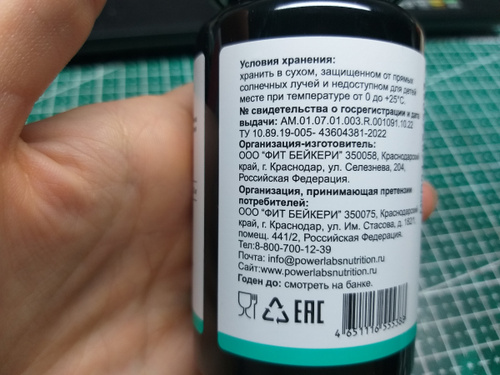 Условия хранения:
хранить в сухом, защищенном от прямых
солнечных лучей и недоступном для детей
месте при температуре от 0 до +25°С.
№ свидетельства о госрегистрации и дата
выдачи: AM.01.07.01.003.R.001091.10.22
ТУ 10.89.19-005- 43604381-2022
Организация-изготовитель:
ООО "ФИТ БЕЙКЕРИ" 350058, Краснодарский
край, г. Краснодар, ул. Селезнева, 204,
Российская Федерация.
Организация, принимающая претензии
потребителей:
ООО "ФИТ БЕЙКЕРИ" 350075, Краснодарский
край, г. Краснодар, ул. Им. Стасова, д.
помещ. 441/2, Российская Федерация.
Тел:8-800-700-12-39
Почта: info@powerlabsnutrition.ru
Сайт:www.powerlabsnutrition.ru
Годен до: смотреть на банке.
EAC